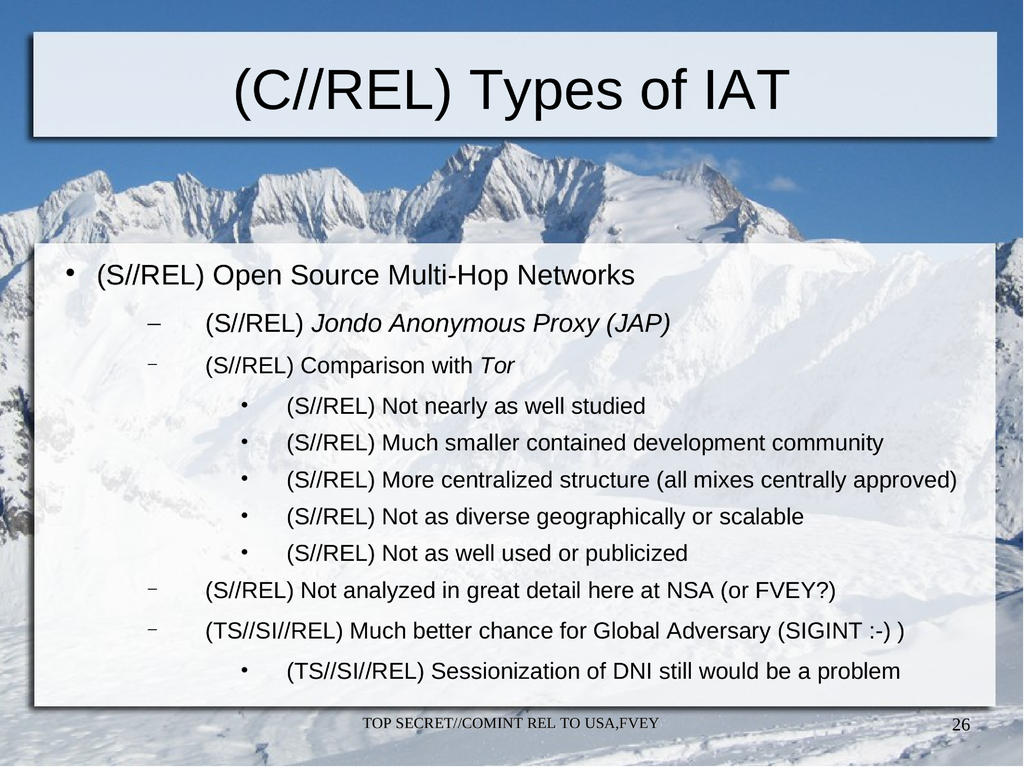 (C//REL) Types of IAT
• (S//REL) Open Source Multi-Hop Networks
– (S//REL) Jondo Anonymous Proxy (JAP)
– (S//REL) Comparison with Tor
• (S//REL) Not nearly as well studied
• (S//REL) Much smaller contained development community
• (S//REL) More centralized structure (all mixes centrally approved)
• (S//REL) Not as diverse geographically or scalable
• (S//REL) Not as well used or publicized
– (S//REL) Not analyzed in great detail here at NSA (or FVEY?)
– (TS//SI//REL) Much better chance for Global Adversary (SIGINT :-) )
• (TS//SI//REL) Sessionization of DNI still would be a problem
TOP SECRET//COMINT REL TO USA,FVEY
26